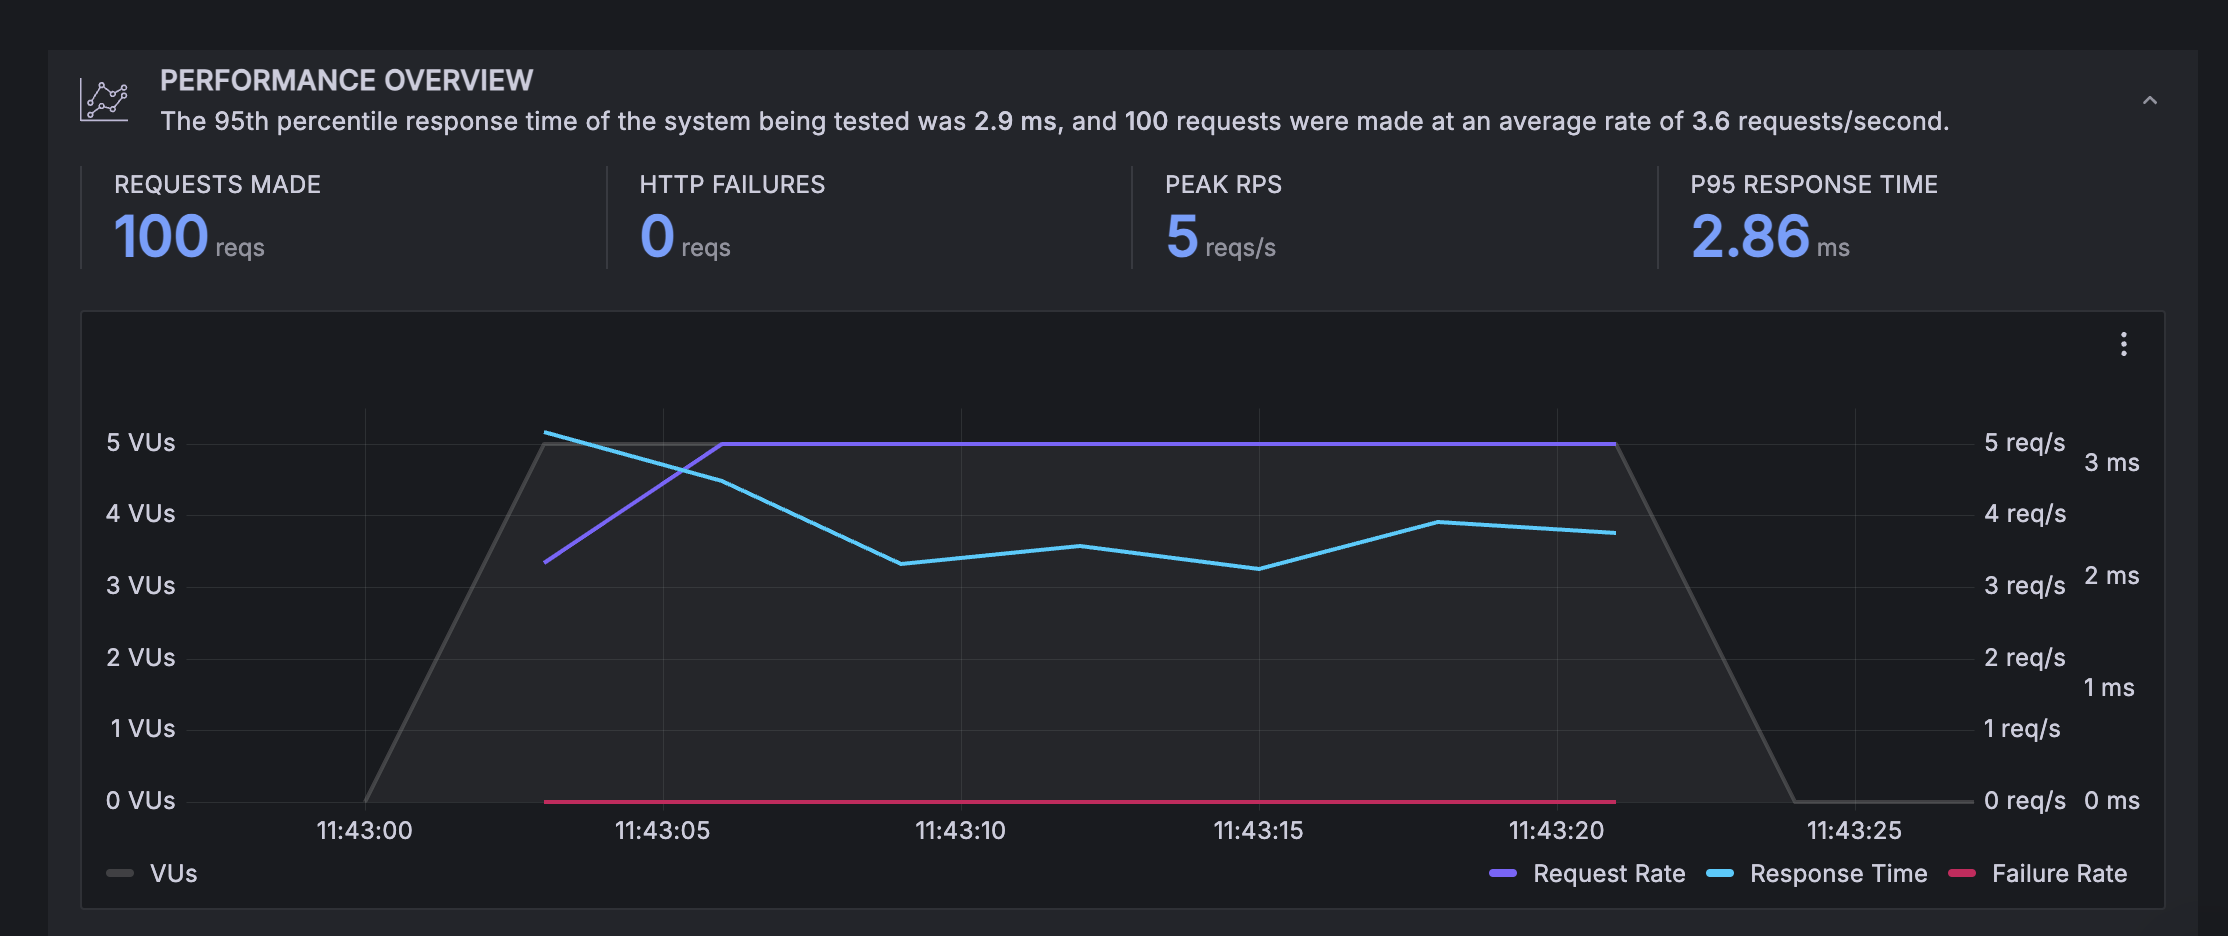 PERFORMANCE OVERVIEW
The 95th percentile response time of the system being tested was 2.9 ms, and 100 requests were made at an average rate of 3.6 requests/second.
REQUESTS MADE
100 reqs
HTTP FAILURES
0 reqs
PEAK RPS
5 reqs/s
P95 RESPONSE TIME
2.86 ms
5 VUs
4 VUs
3 VUs
2 VUs
1 VUs
0 VUs
5 req/s
4 req/s
3 req/s
2 req/s
1 req/s
0 req/s
3 ms
2 ms
1 ms
0 ms
11:43:00 11:43:05 11:43:10 11:43:15 11:43:20 11:43:25
VUs
Request Rate Response Time Failure Rate